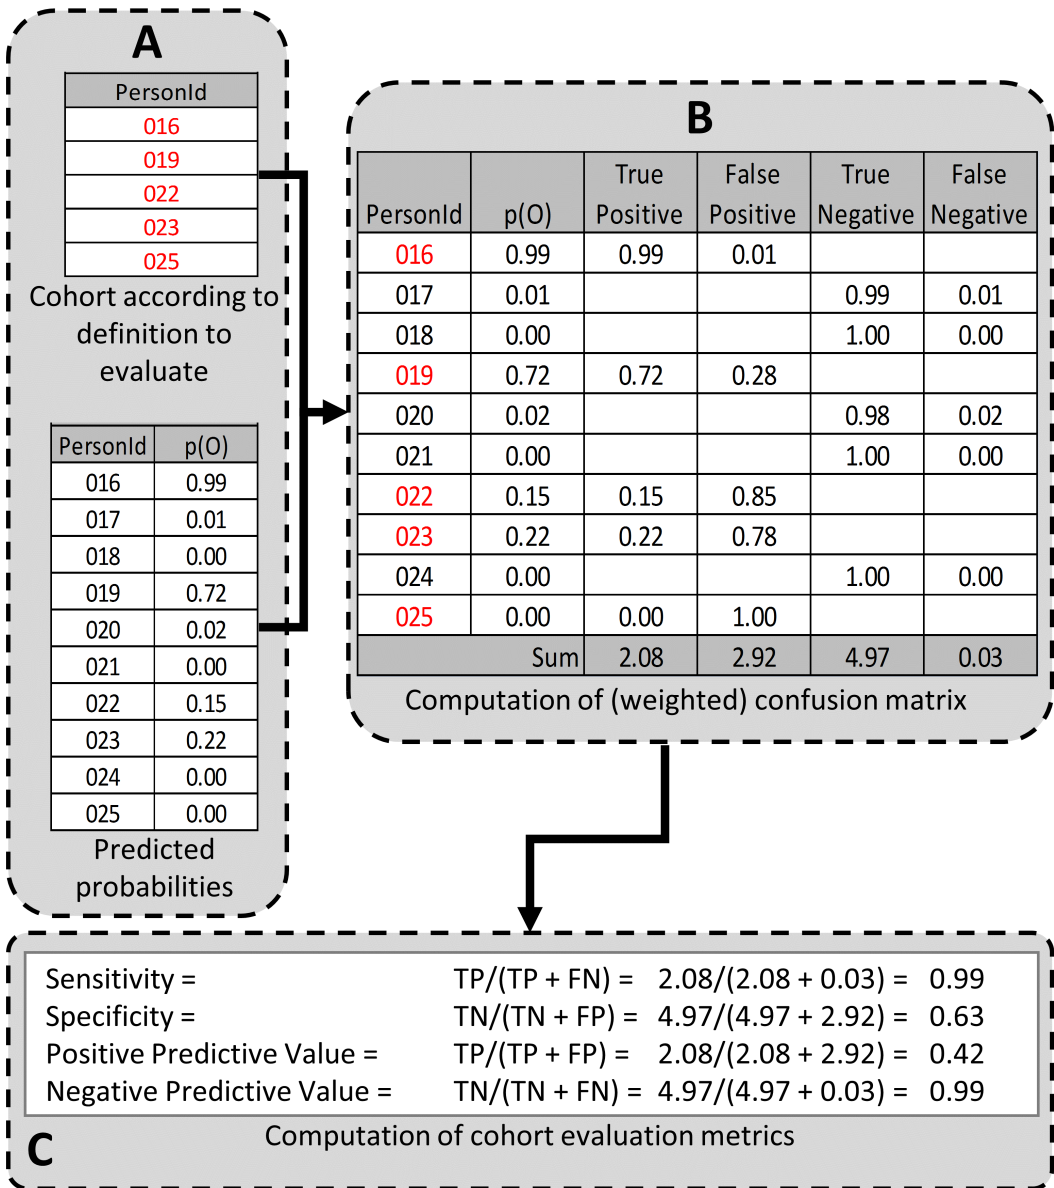 A
PersonId
016
019
022
023
025
Cohort according to
definition to
evaluate
PersonId p(O)
016 0.99
017 0.01
018 0.00
019 0.72
020 0.02
021 0.00
022 0.15
023 0.22
024 0.00
025 0.00
Predicted
probabilities
B
True False True False
PersonId p(O) Positive Positive Negative Negative
016 0.99 0.99 0.01
017 0.01 0.99 0.01
018 0.00 1.00 0.00
019 0.72 0.72 0.28
020 0.02 0.98 0.02
021 0.00 1.00 0.00
022 0.15 0.15 0.85
023 0.22 0.22 0.78
024 0.00 1.00 0.00
025 0.00 0.00 1.00
Sum 2.08 2.92 4.97 0.03
Computation of (weighted) confusion matrix
Sensitivity = TP/(TP + FN) = 2.08/(2.08 + 0.03) = 0.99
Specificity = TN/(TN + FP) = 4.97/(4.97 + 2.92) = 0.63
Positive Predictive Value = TP/(TP + FP) = 2.08/(2.08 + 2.92) = 0.42
Negative Predictive Value = TN/(TN + FN) = 4.97/(4.97 + 0.03) = 0.99
Computation of cohort evaluation metrics
C